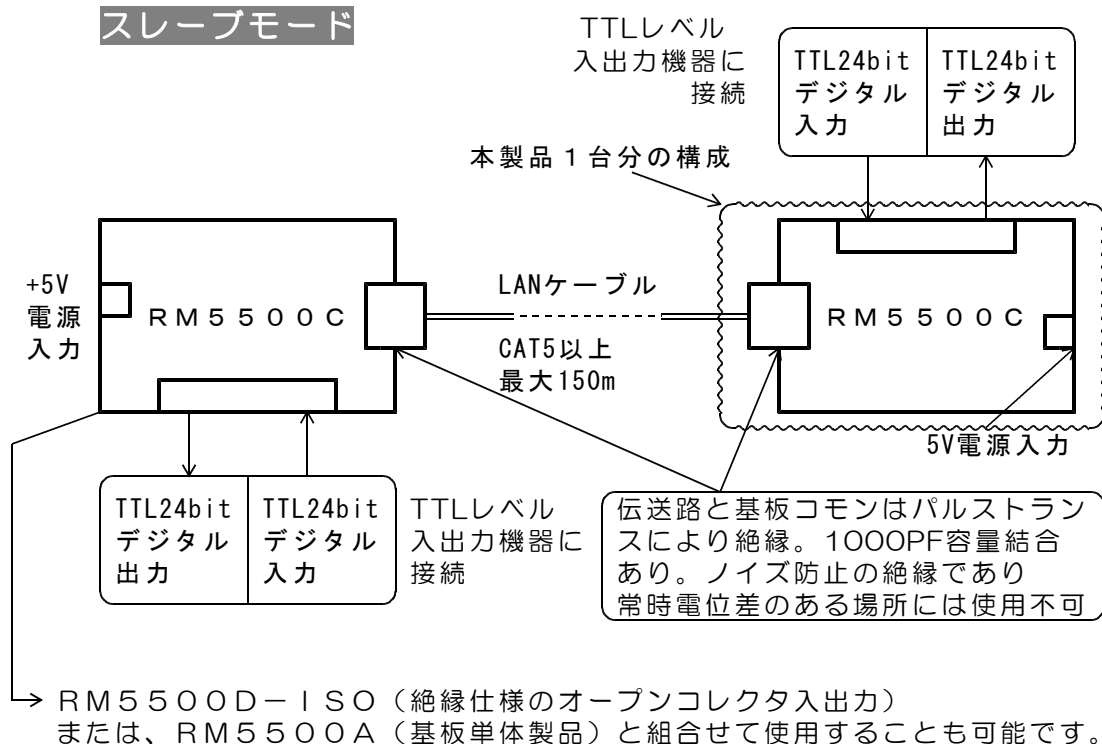 スレーブモード
TTLレベル
入出力機器に
接続
TTL24bit
デジタル
入力
TTL24bit
デジタル
出力
本製品１台分の構成
+5V
電源
入力
ＲＭ５５００Ｃ
LANケーブル
CAT5以上
最大150m
ＲＭ５５００Ｃ
5V電源入力
TTL24bit
デジタル
出力
TTL24bit
デジタル
入力
TTLレベル
入出力機器に
接続
伝送路と基板コモンはパルストラン
スにより絶縁。1000PF容量結合
あり。ノイズ防止の絶縁であり
常時電位差のある場所には使用不可
ＲＭ５５００Ｄ－ＩＳＯ（絶縁仕様のオープンコレクタ入出力）
または、ＲＭ５５００Ａ（基板単体製品）と組合せて使用することも可能です。